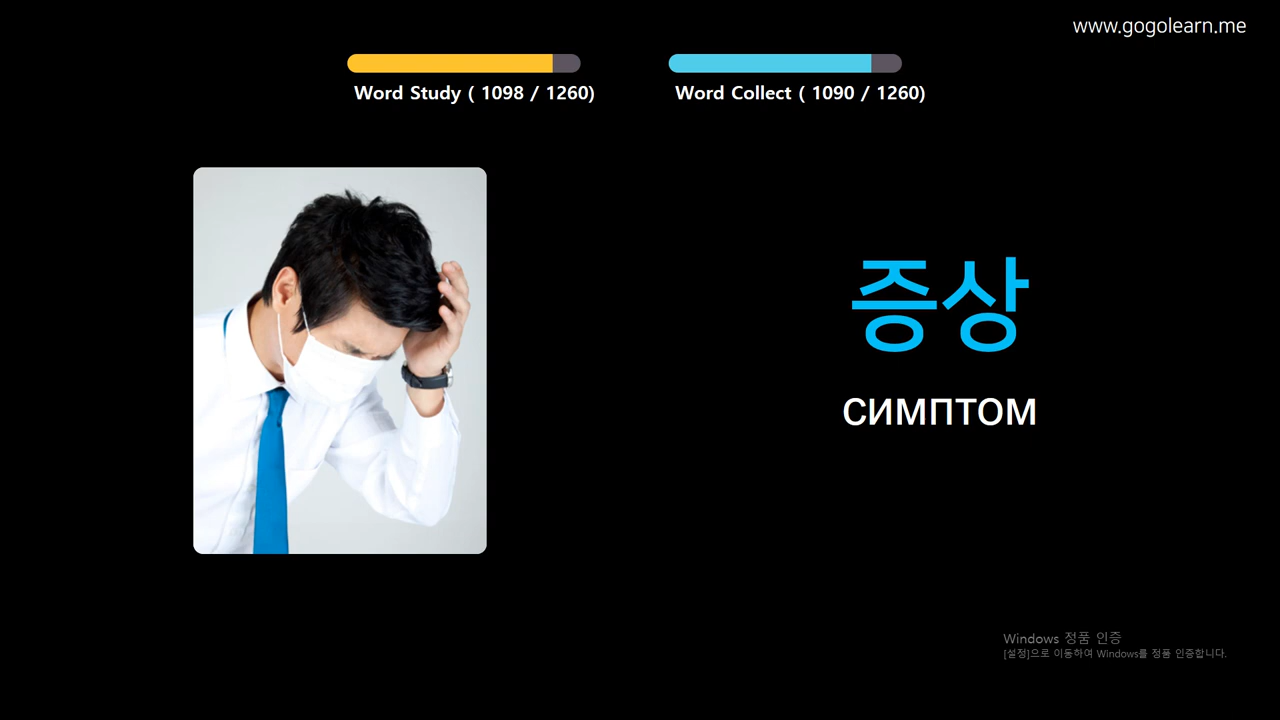 www.gogolearn.me
Word Study ( 1098 / 1260)
Word Collect ( 1090 / 1260)
증상
симптом
Windows 정품 인증
[설정]으로 이동하여 Windows를 정품 인증합니다.